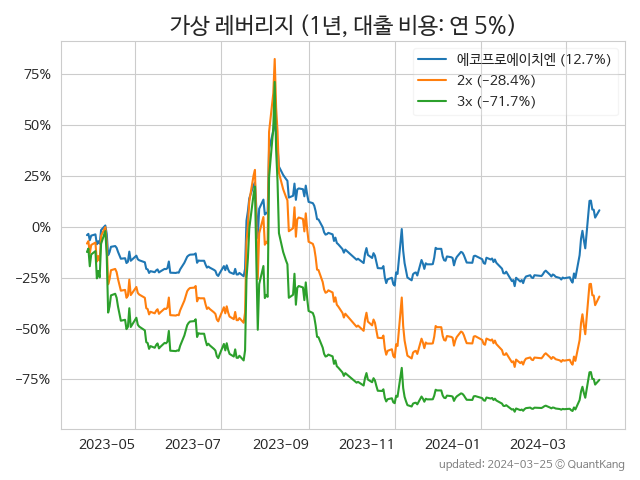 가상 레버리지 (1년, 대출 비용: 연 5%)
에코프로에이치엔 (12.7%)
2x (−28.4%)
3x (−71.7%)
75%
50%
25%
0%
−25%
−50%
−75%
2023-05 2023-07 2023-09 2023-11 2024-01 2024-03
updated: 2024-03-25 © QuantKang